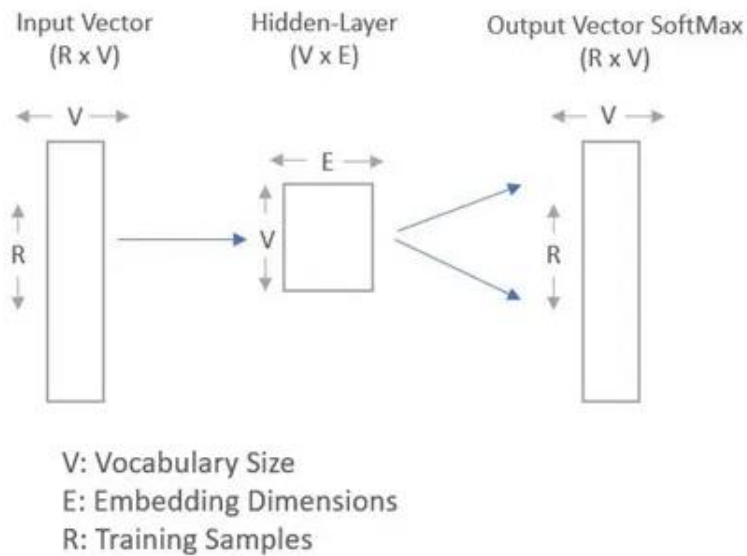 Input Vector
(R x V)
Hidden-Layer
(V x E)
Output Vector SoftMax
(R x V)
V
E
V
R
V
R
V: Vocabulary Size
E: Embedding Dimensions
R: Training Samples